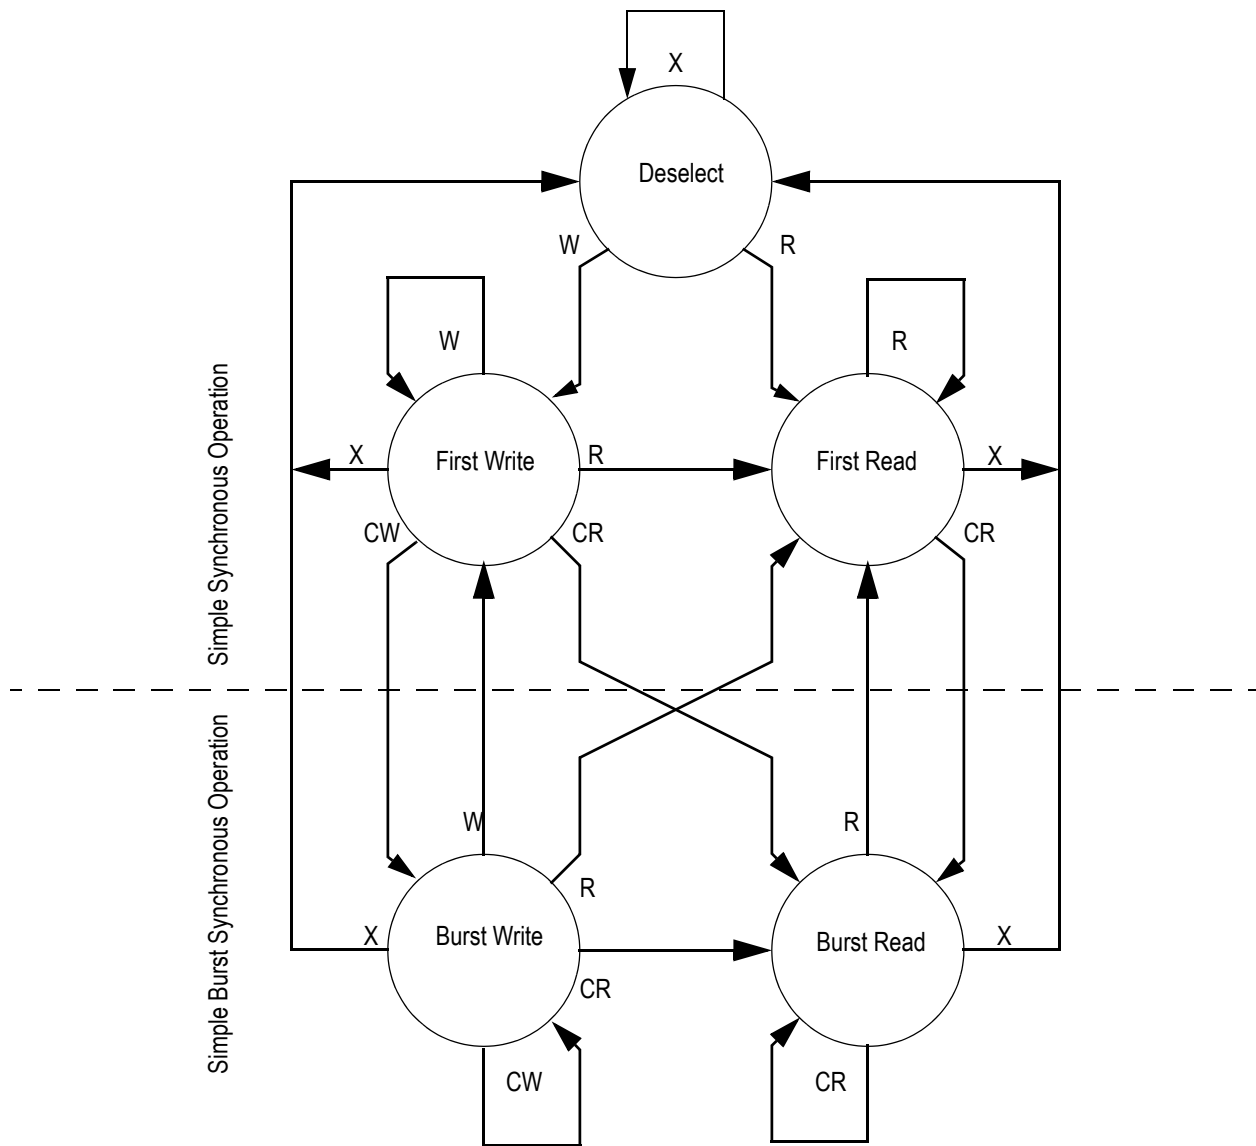 X
Deselect
W
R
W
R
X
First Write
R
First Read
X
CW
CR
CR
Simple Synchronous Operation
Simple Burst Synchronous Operation
W
R
R
X
Burst Write
Burst Read
X
CR
CW
CR